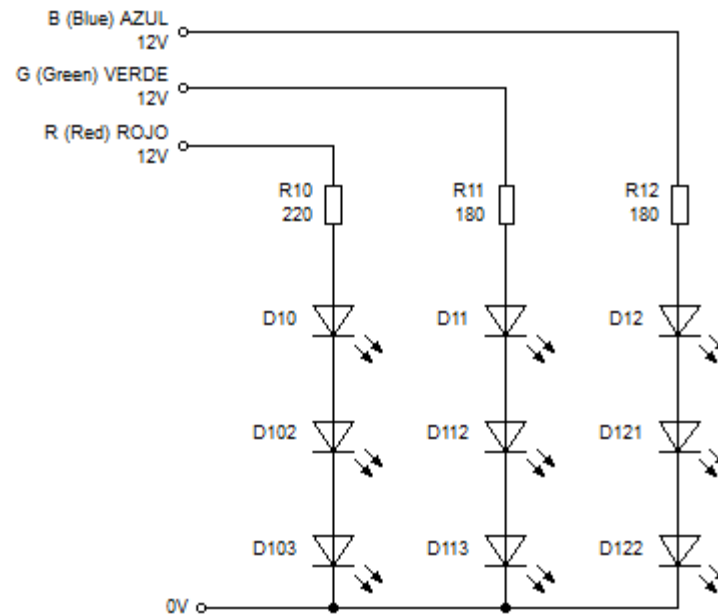 B (Blue) AZUL
12V
G (Green) VERDE
12V
R (Red) ROJO
12V
R10
220
R11
180
R12
180
D10
D11
D12
D102
D112
D121
D103
D113
D122
0V